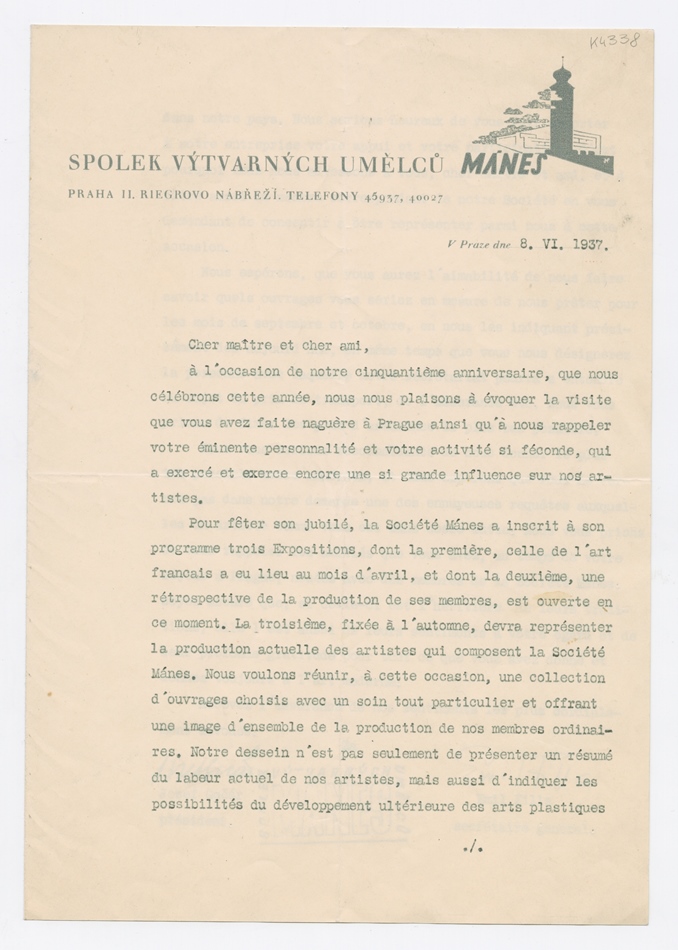 K4338
SPOLEK VÝTVARNÝCH UMĚLCŮ MÁNES
PRAHA II, RIEGROVO NÁBŘEŽÍ. TELEFONY 45937, 40027
V Praze dne 8. VI. 1937.
Cher maître et cher ami,
à l'occasion de notre cinquantième anniversaire, que nous
célébrons cette année, nous nous plaisons à évoquer la visite
que vous avez faite naguère à Prague ainsi qu'à nous rappeler
votre éminente personnalité et votre activité si féconde, qui
a exercé et exerce encore une si grande influence sur nos ar-
tistes.
Pour fêter son jubilé, la Société Mánes a inscrit à son
programme trois Expositions, dont la première, celle de l'art
francais a eu lieu au mois d'avril, et dont la deuxième, une
rétrospective de la production de ses membres, est ouverte en
ce moment. La troisième, fixée à l'automne, devra représenter
la production actuelle des artistes qui composent la Société
Mánes. Nous voulons réunir, à cette occasion, une collection
d'ouvrages choisis avec un soin tout particulier et offrant
une image d'ensemble de la production de nos membres ordinai-
res. Notre dessein n'est pas seulement de présenter un résumé
du labeur actuel de nos artistes, mais aussi d'indiquer les
possibilités du développement ultérieure des arts plastiques
./.